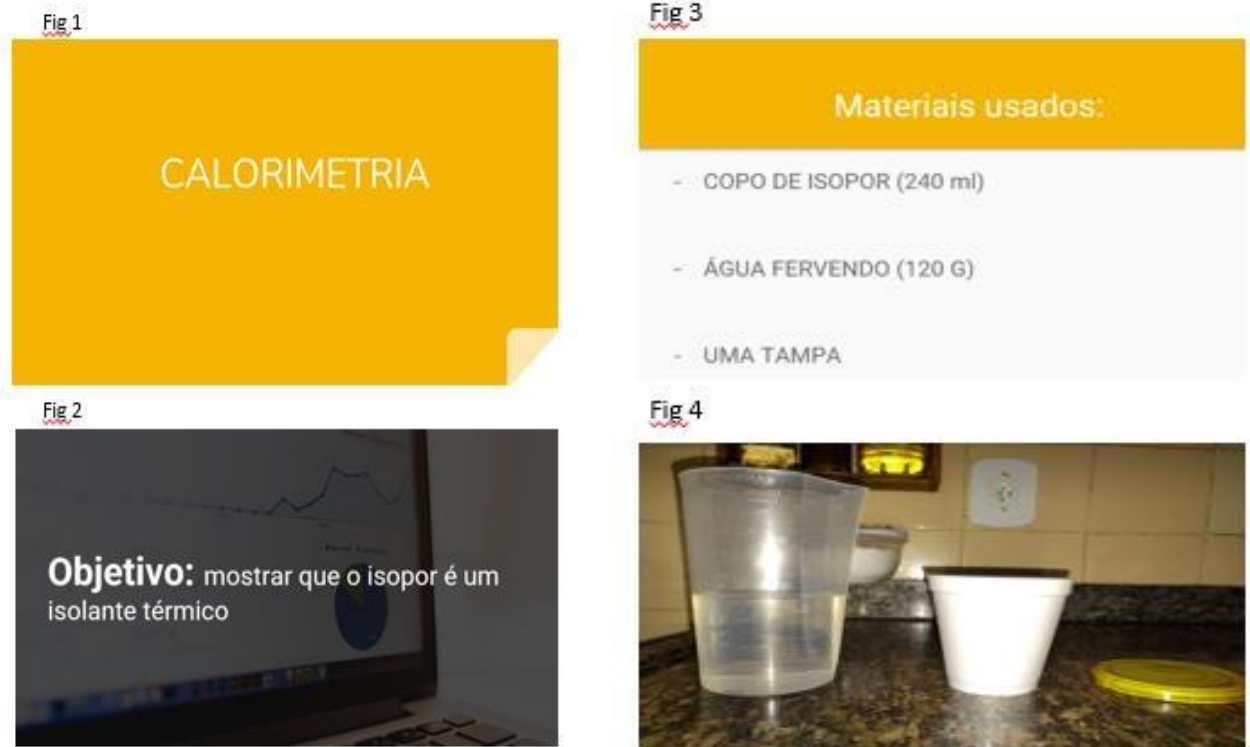 Fig 1
CALORIMETRIA
Fig 2
Objetivo: mostrar que o isopor é um
isolante térmico
Fig 3
Materiais usados:
- COPO DE ISOPOR (240 ml)
- ÁGUA FERVENDO (120 G)
- UMA TAMPA
Fig 4